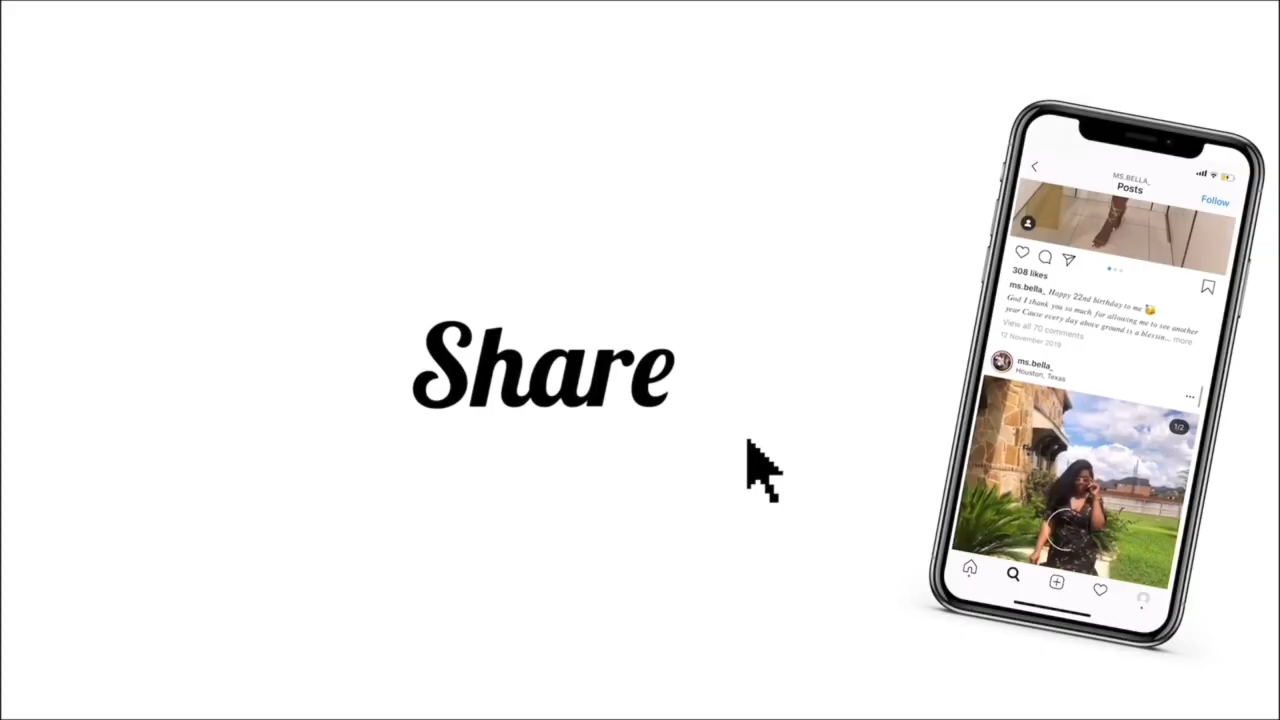 Share
MS.BELLA_
Posts
Follow
308 likes
ms.bella_ Happy 22nd birthday to me 🥳
God I thank you so much for allowing me to see another
year Cause every day above ground is a blessin... more
View all 70 comments
12 November 2019
ms.bella_
Houston, Texas
1/2